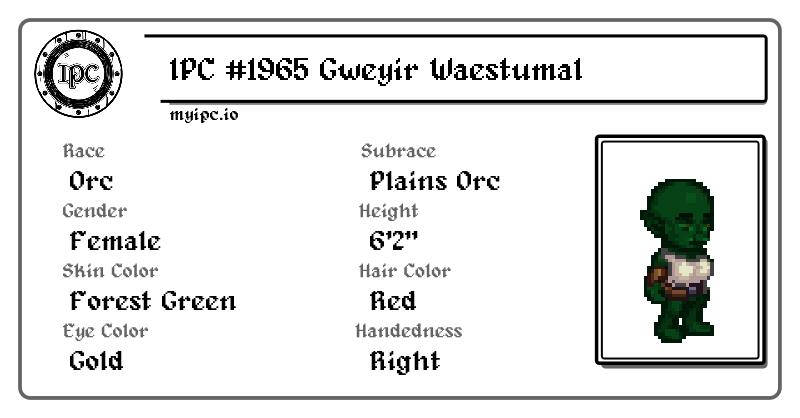 IPC
IPC #1965 Gweyir Waestumal
myipc.io
Race
Orc
Subrace
Plains Orc
Gender
Female
Height
6'2"
Skin Color
Forest Green
Hair Color
Red
Eye Color
Gold
Handedness
Right